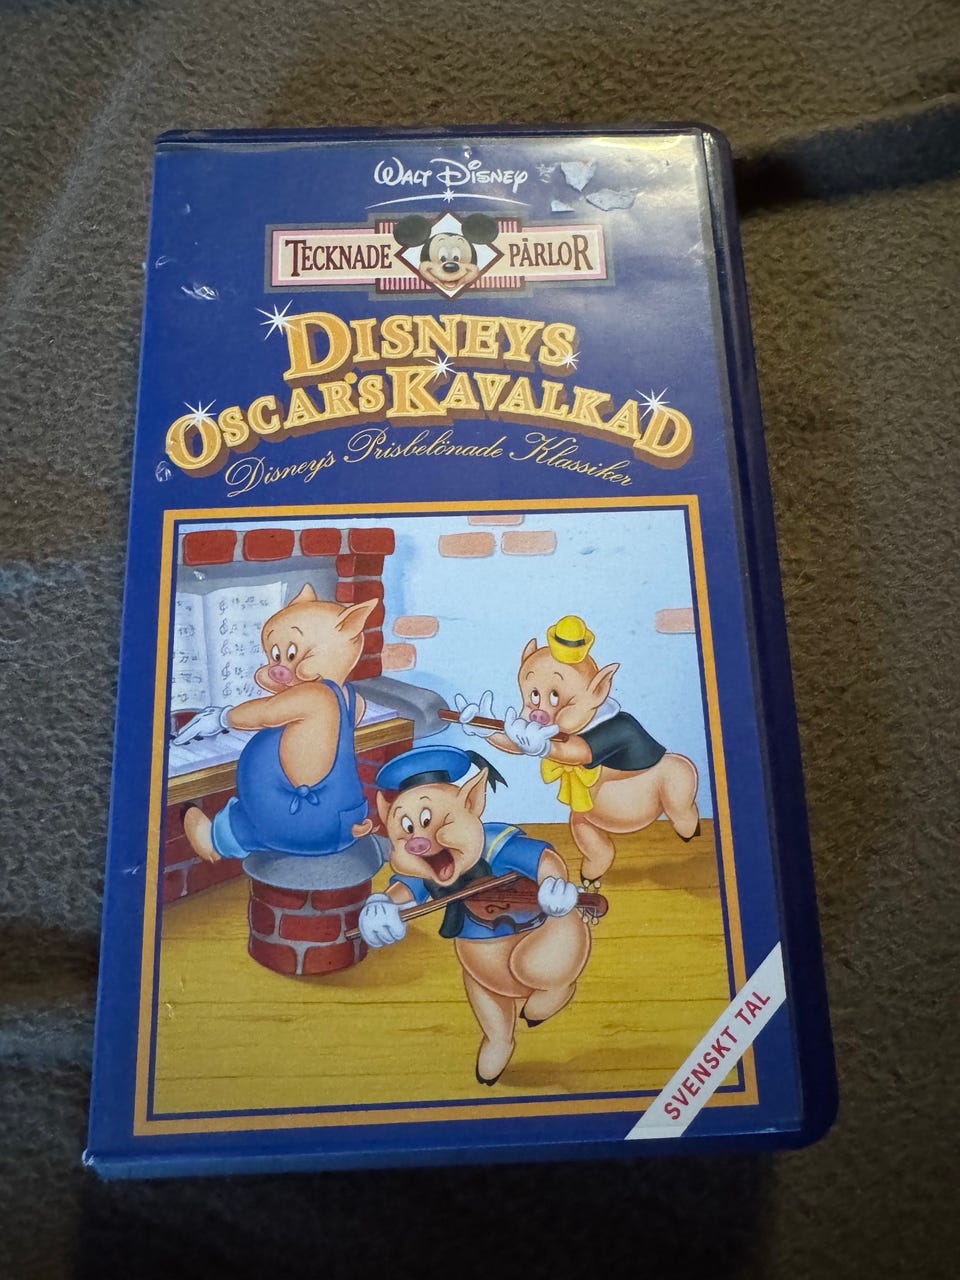 WALT DISNEY
TECKNADE PÄRLOR
DISNEYS
OSCAR'S KAVALKAD
Disney's Prisbelönade Klassiker
SVENSKT TAL